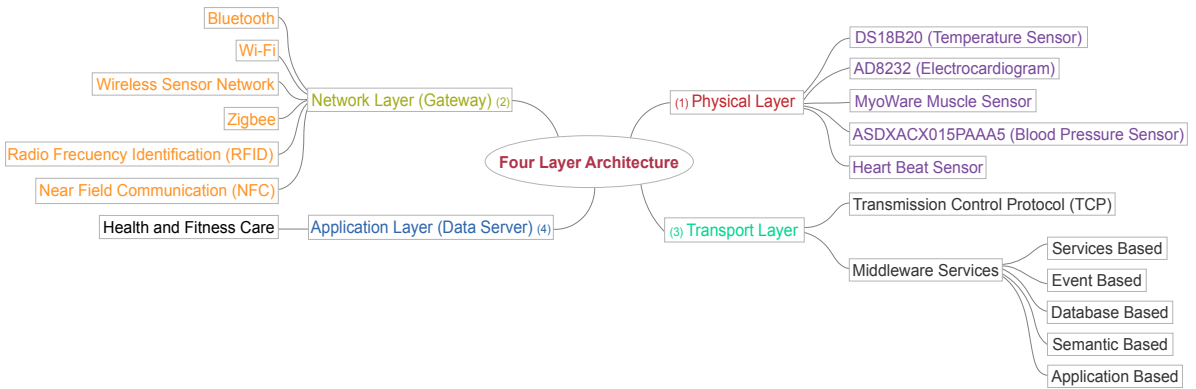 Bluetooth
Wi-Fi
Wireless Sensor Network
Zigbee
Radio Frecuency Identification (RFID)
Near Field Communication (NFC)
Network Layer (Gateway) (2)
Health and Fitness Care
Application Layer (Data Server) (4)
Four Layer Architecture
(1) Physical Layer
DS18B20 (Temperature Sensor)
AD8232 (Electrocardiogram)
MyoWare Muscle Sensor
ASDXACX015PAAA5 (Blood Pressure Sensor)
Heart Beat Sensor
(3) Transport Layer
Transmission Control Protocol (TCP)
Middleware Services
Services Based
Event Based
Database Based
Semantic Based
Application Based